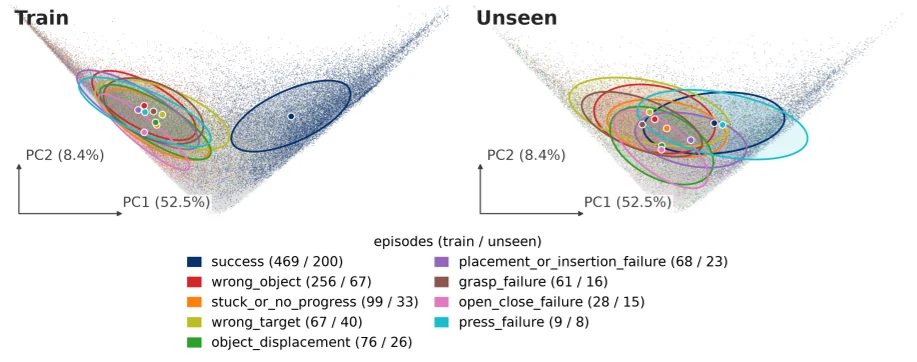 Train
Unseen
PC2 (8.4%)
PC1 (52.5%)
PC2 (8.4%)
PC1 (52.5%)
episodes (train / unseen)
success (469 / 200)
wrong_object (256 / 67)
stuck_or_no_progress (99 / 33)
wrong_target (67 / 40)
object_displacement (76 / 26)
placement_or_insertion_failure (68 / 23)
grasp_failure (61 / 16)
open_close_failure (28 / 15)
press_failure (9 / 8)